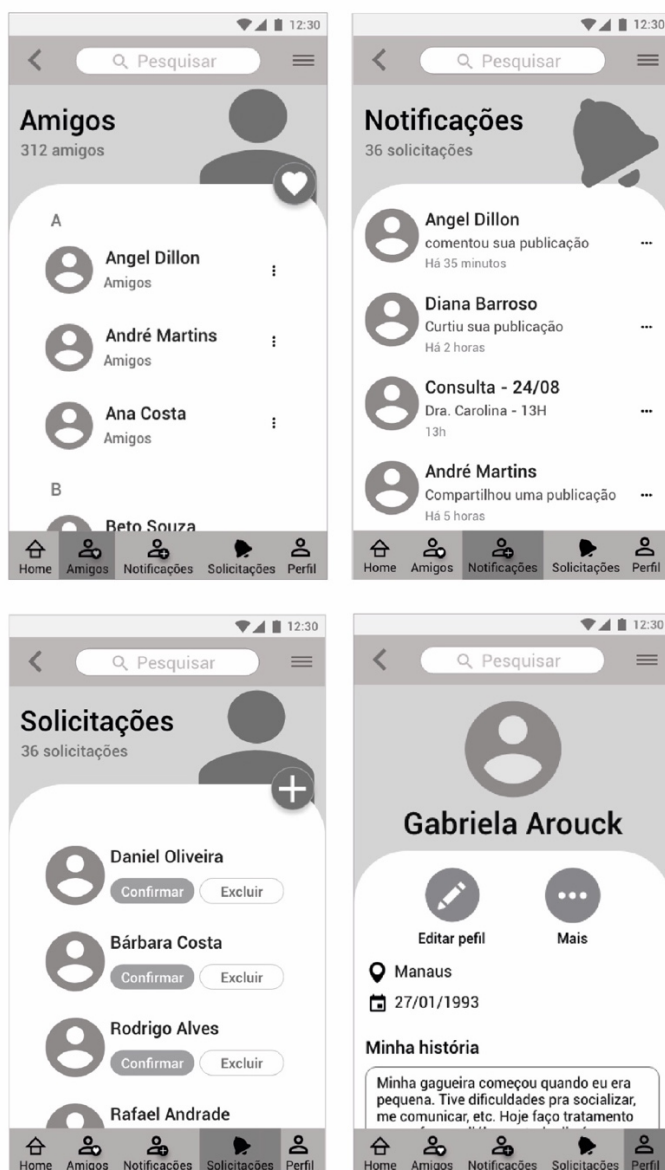 12:30
Pesquisar
Amigos
312 amigos
A
Angel Dillon
Amigos
André Martins
Amigos
Ana Costa
Amigos
B
Beto Souza
Home Amigos Notificações Solicitações Perfil
12:30
Pesquisar
Notificações
36 solicitações
Angel Dillon
comentou sua publicação
Há 35 minutos
Diana Barroso
Curtiu sua publicação
Há 2 horas
Consulta - 24/08
Dra. Carolina - 13H
13h
André Martins
Compartilhou uma publicação
Há 5 horas
Home Amigos Notificações Solicitações Perfil
12:30
Pesquisar
Solicitações
36 solicitações
Daniel Oliveira
Confirmar Excluir
Bárbara Costa
Confirmar Excluir
Rodrigo Alves
Confirmar Excluir
Rafael Andrade
Home Amigos Notificações Solicitações Perfil
12:30
Pesquisar
Gabriela Arouck
Editar pefil Mais
Manaus
27/01/1993
Minha história
Minha gagueira começou quando eu era
pequena. Tive dificuldades pra socializar,
me comunicar, etc. Hoje faço tratamento
Home Amigos Notificações Solicitações Perfil